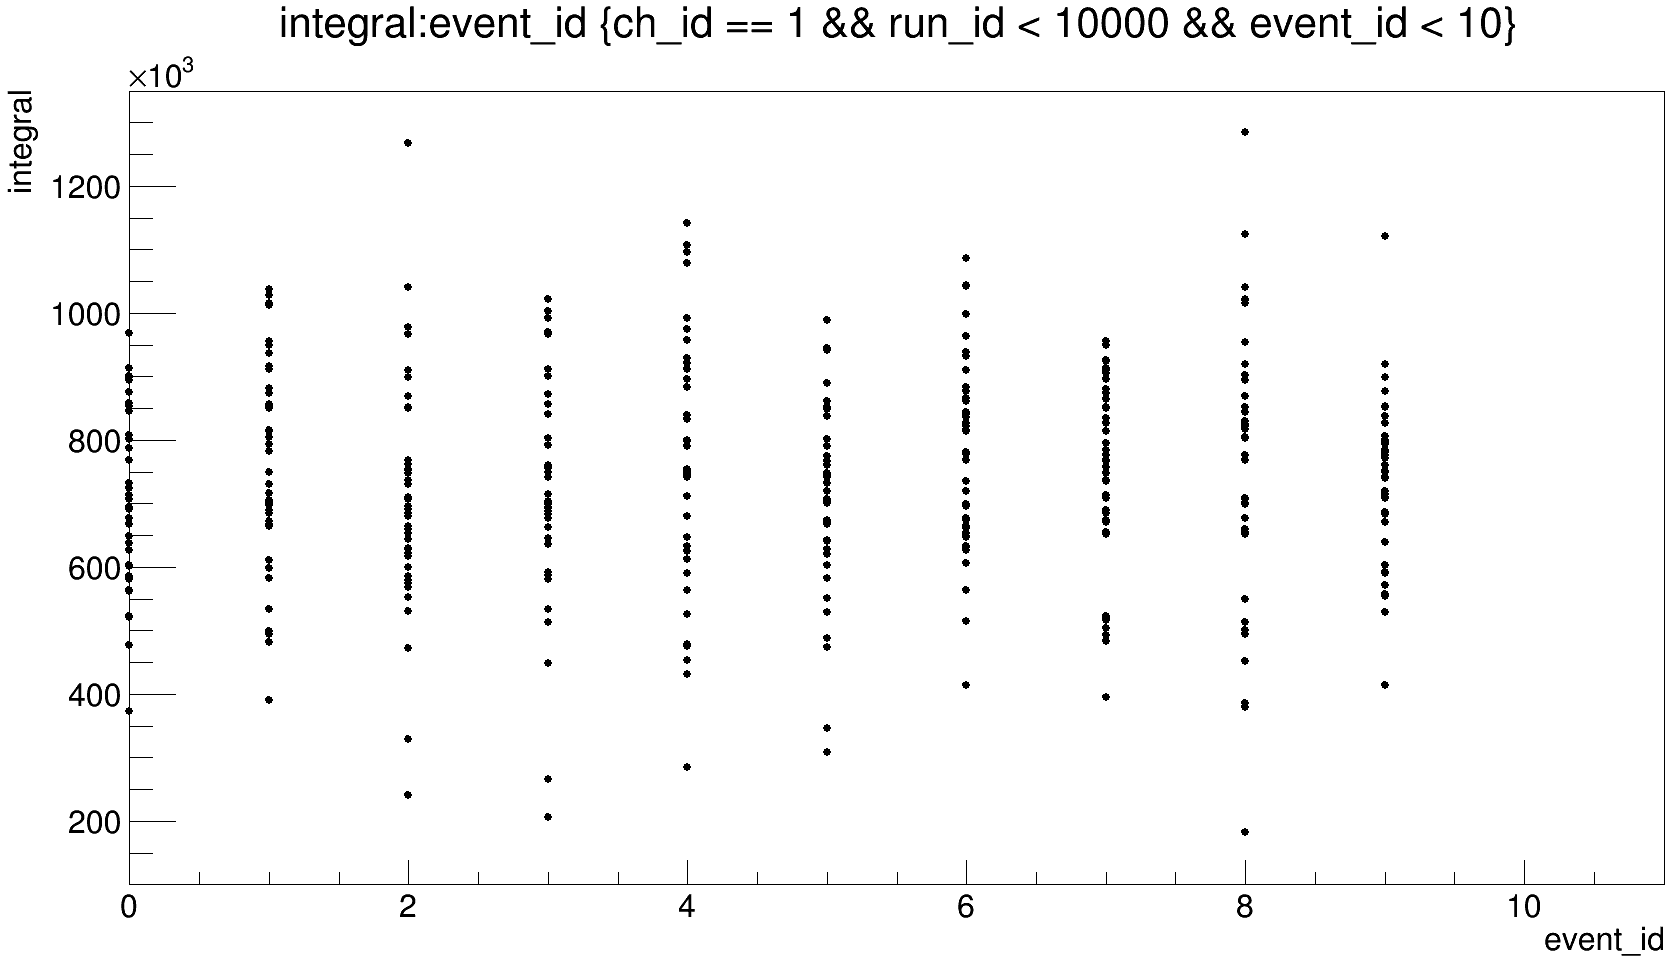 integral:event_id {ch_id == 1 && run_id < 10000 && event_id < 10}
×10³
integral
1200
1000
800
600
400
200
0 2 4 6 8 10
event_id